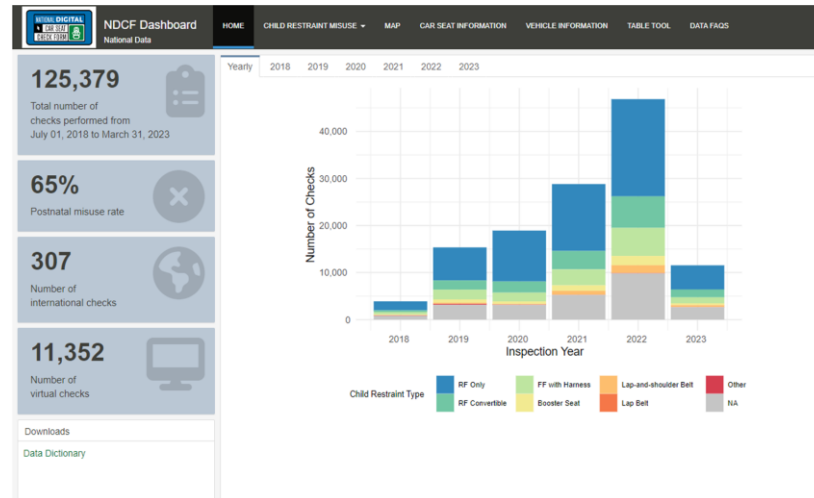 NATIONAL DIGITAL
CAR SEAT
CHECK FORM
NDCF Dashboard
National Data
HOME
CHILD RESTRAINT MISUSE
MAP
CAR SEAT INFORMATION
VEHICLE INFORMATION
TABLE TOOL
DATA FAQS
125,379
Total number of
checks performed from
July 01, 2018 to March 31, 2023
65%
Postnatal misuse rate
307
Number of
international checks
11,352
Number of
virtual checks
Downloads
Data Dictionary
Yearly 2018 2019 2020 2021 2022 2023
Number of Checks
40,000
30,000
20,000
10,000
0
2018 2019 2020 2021 2022 2023
Inspection Year
Child Restraint Type
RF Only
RF Convertible
FF with Harness
Booster Seat
Lap-and-shoulder Belt
Lap Belt
Other
NA